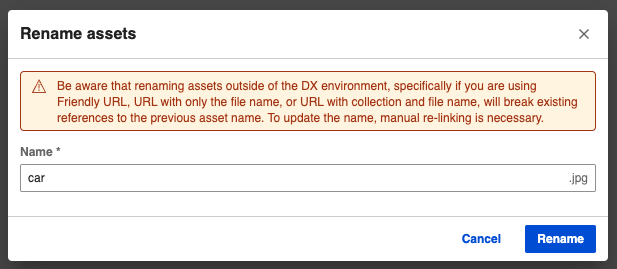 Rename assets
Be aware that renaming assets outside of the DX environment, specifically if you are using
Friendly URL, URL with only the file name, or URL with collection and file name, will break existing
references to the previous asset name. To update the name, manual re-linking is necessary.
Name *
car .jpg
Cancel Rename